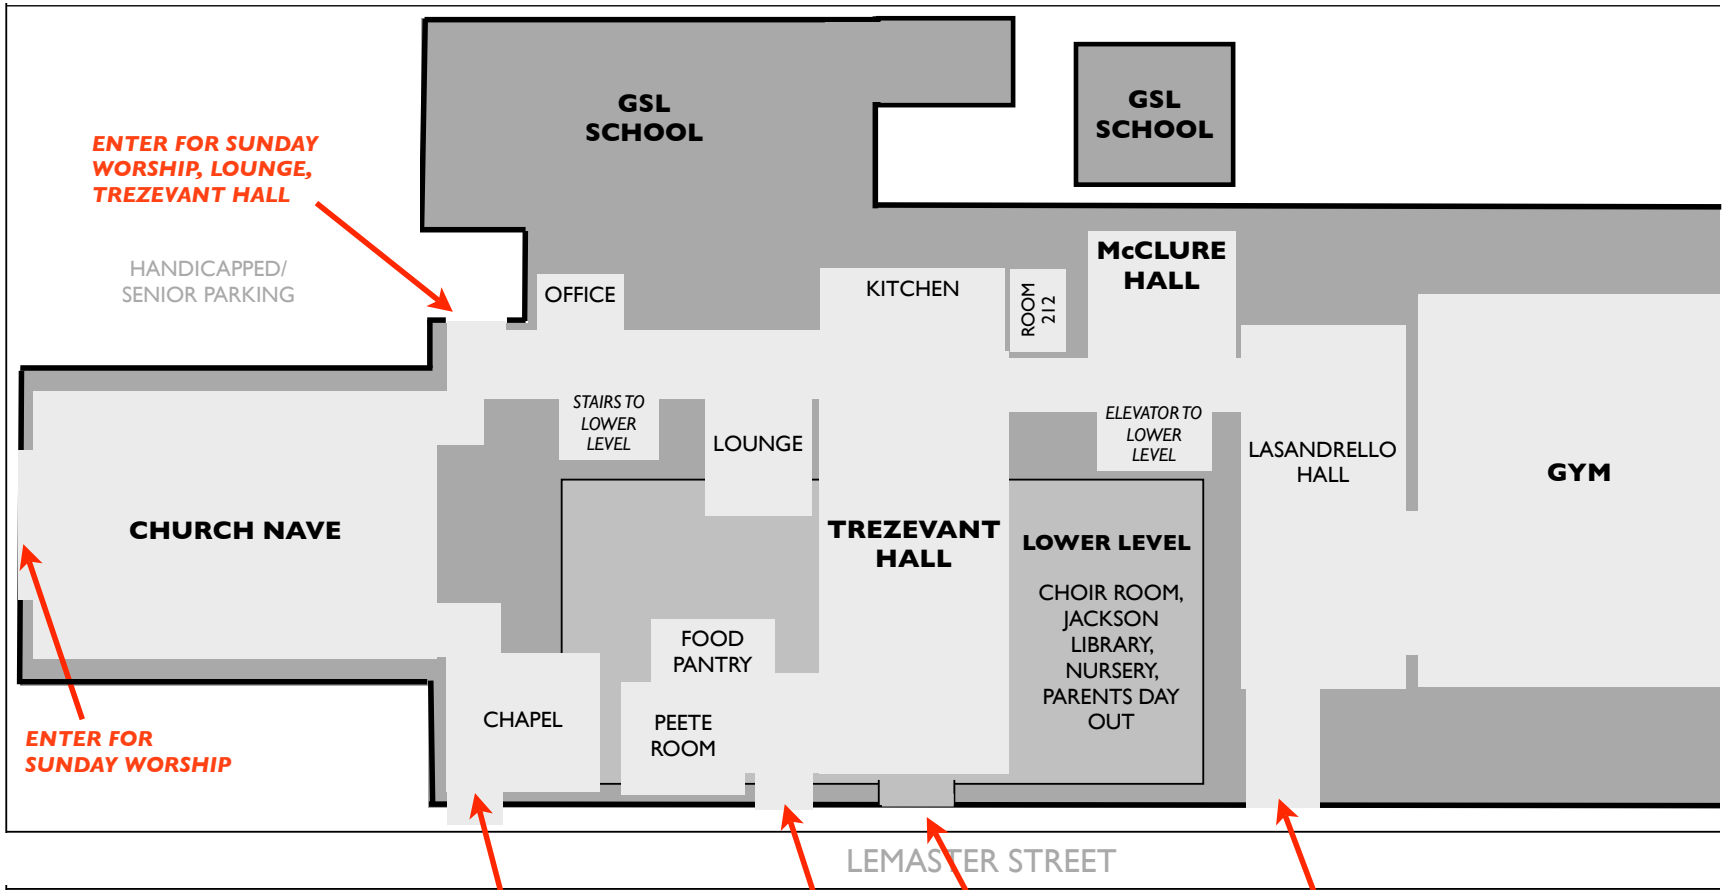 GSL
SCHOOL
GSL
SCHOOL
ENTER FOR SUNDAY
WORSHIP, LOUNGE,
TREZEVANT HALL
HANDICAPPED/
SENIOR PARKING
OFFICE
KITCHEN
ROOM
212
McCLURE
HALL
STAIRS TO
LOWER
LEVEL
LOUNGE
ELEVATOR TO
LOWER
LEVEL
LASANDRELLO
HALL
GYM
CHURCH NAVE
TREZEVANT
HALL
LOWER LEVEL
CHOIR ROOM,
JACKSON
LIBRARY,
NURSERY,
PARENTS DAY
OUT
FOOD
PANTRY
CHAPEL
PEETE
ROOM
ENTER FOR
SUNDAY WORSHIP
LEMASTER STREET